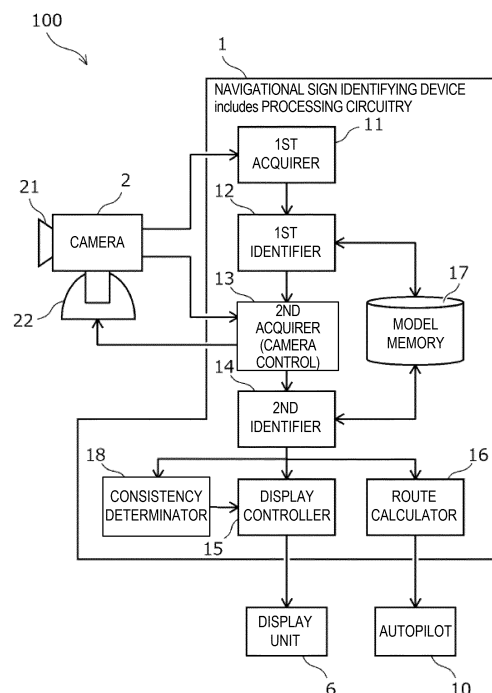 100
1
NAVIGATIONAL SIGN IDENTIFYING DEVICE
includes PROCESSING CIRCUITRY
11
1ST
ACQUIRER
21
2
12
CAMERA
1ST
IDENTIFIER
13
17
22
2ND
ACQUIRER
(CAMERA
CONTROL)
MODEL
MEMORY
14
2ND
IDENTIFIER
18
16
CONSISTENCY
DETERMINATOR
DISPLAY
CONTROLLER
ROUTE
CALCULATOR
15
DISPLAY
UNIT
AUTOPILOT
6
10